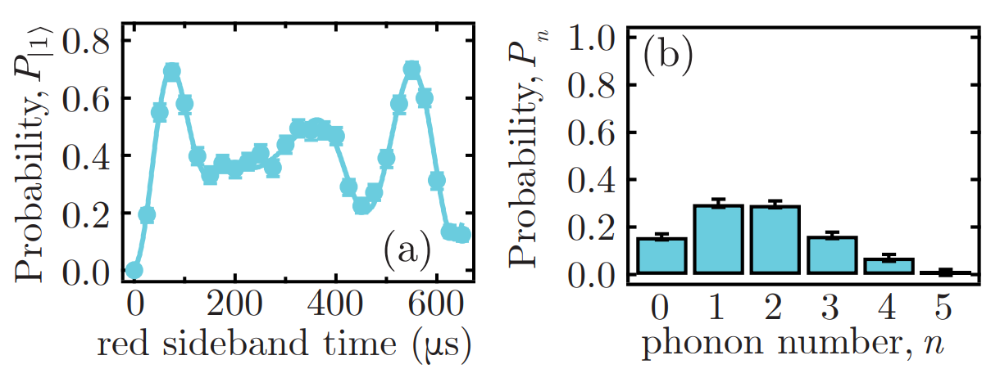 Probability, P|1⟩
0.8
0.6
0.4
0.2
0.0
(a)
0 200 400 600
red sideband time (μs)
Probability, Pn
1.0
0.8
0.6
0.4
0.2
0.0
(b)
0 1 2 3 4 5
phonon number, n